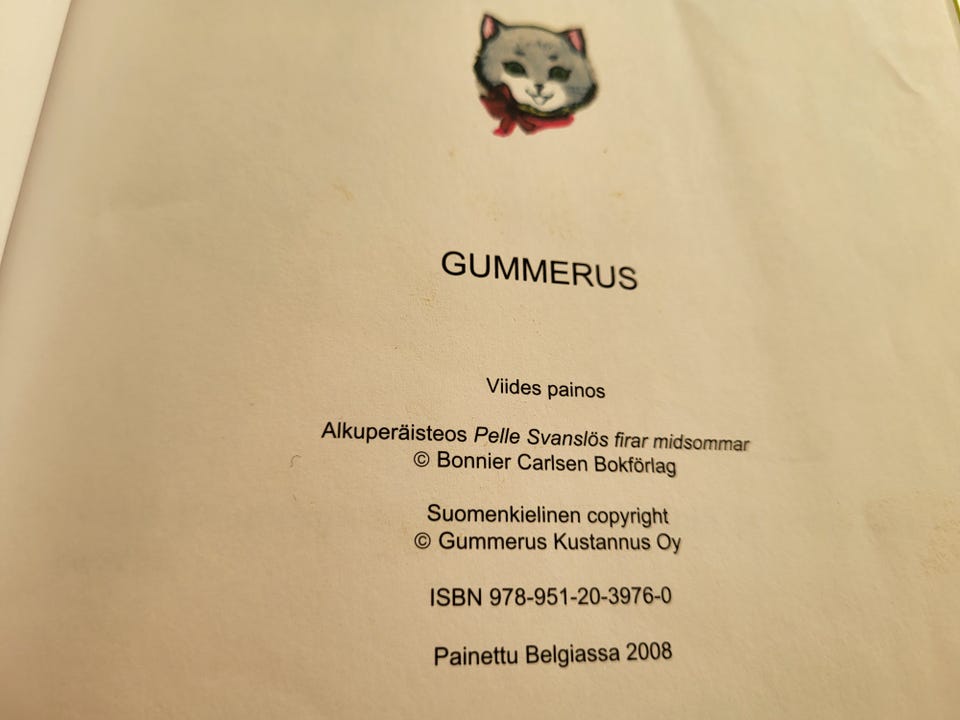 GUMMERUS
Viides painos
Alkuperäisteos Pelle Svanslös firar midsommar
© Bonnier Carlsen Bokförlag
Suomenkielinen copyright
© Gummerus Kustannus Oy
ISBN 978-951-20-3976-0
Painettu Belgiassa 2008